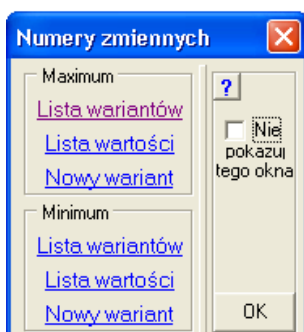 Numery zmiennych
Maximum
Lista wariantów
Lista wartości
Nowy wariant
Minimum
Lista wariantów
Lista wartości
Nowy wariant
?
Nie
pokazuj
tego okna
OK